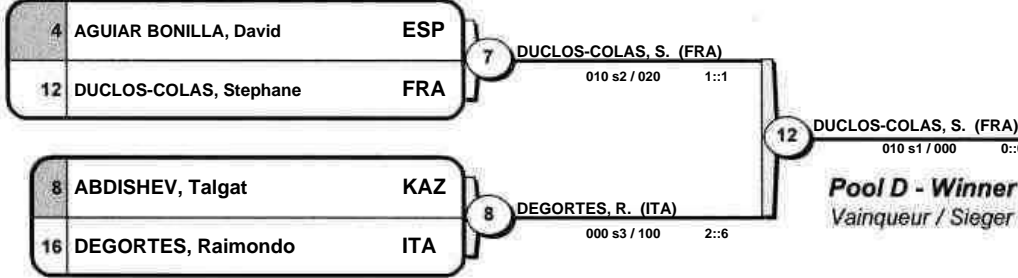 4 AGUIAR BONILLA, David ESP
12 DUCLOS-COLAS, Stephane FRA
7
DUCLOS-COLAS, S. (FRA)
010 s2 / 020 1::1
8 ABDISHEV, Talgat KAZ
16 DEGORTES, Raimondo ITA
8
DEGORTES, R. (ITA)
000 s3 / 100 2::6
12
DUCLOS-COLAS, S. (FRA)
010 s1 / 000 0::
Pool D - Winner
Vainqueur / Sieger